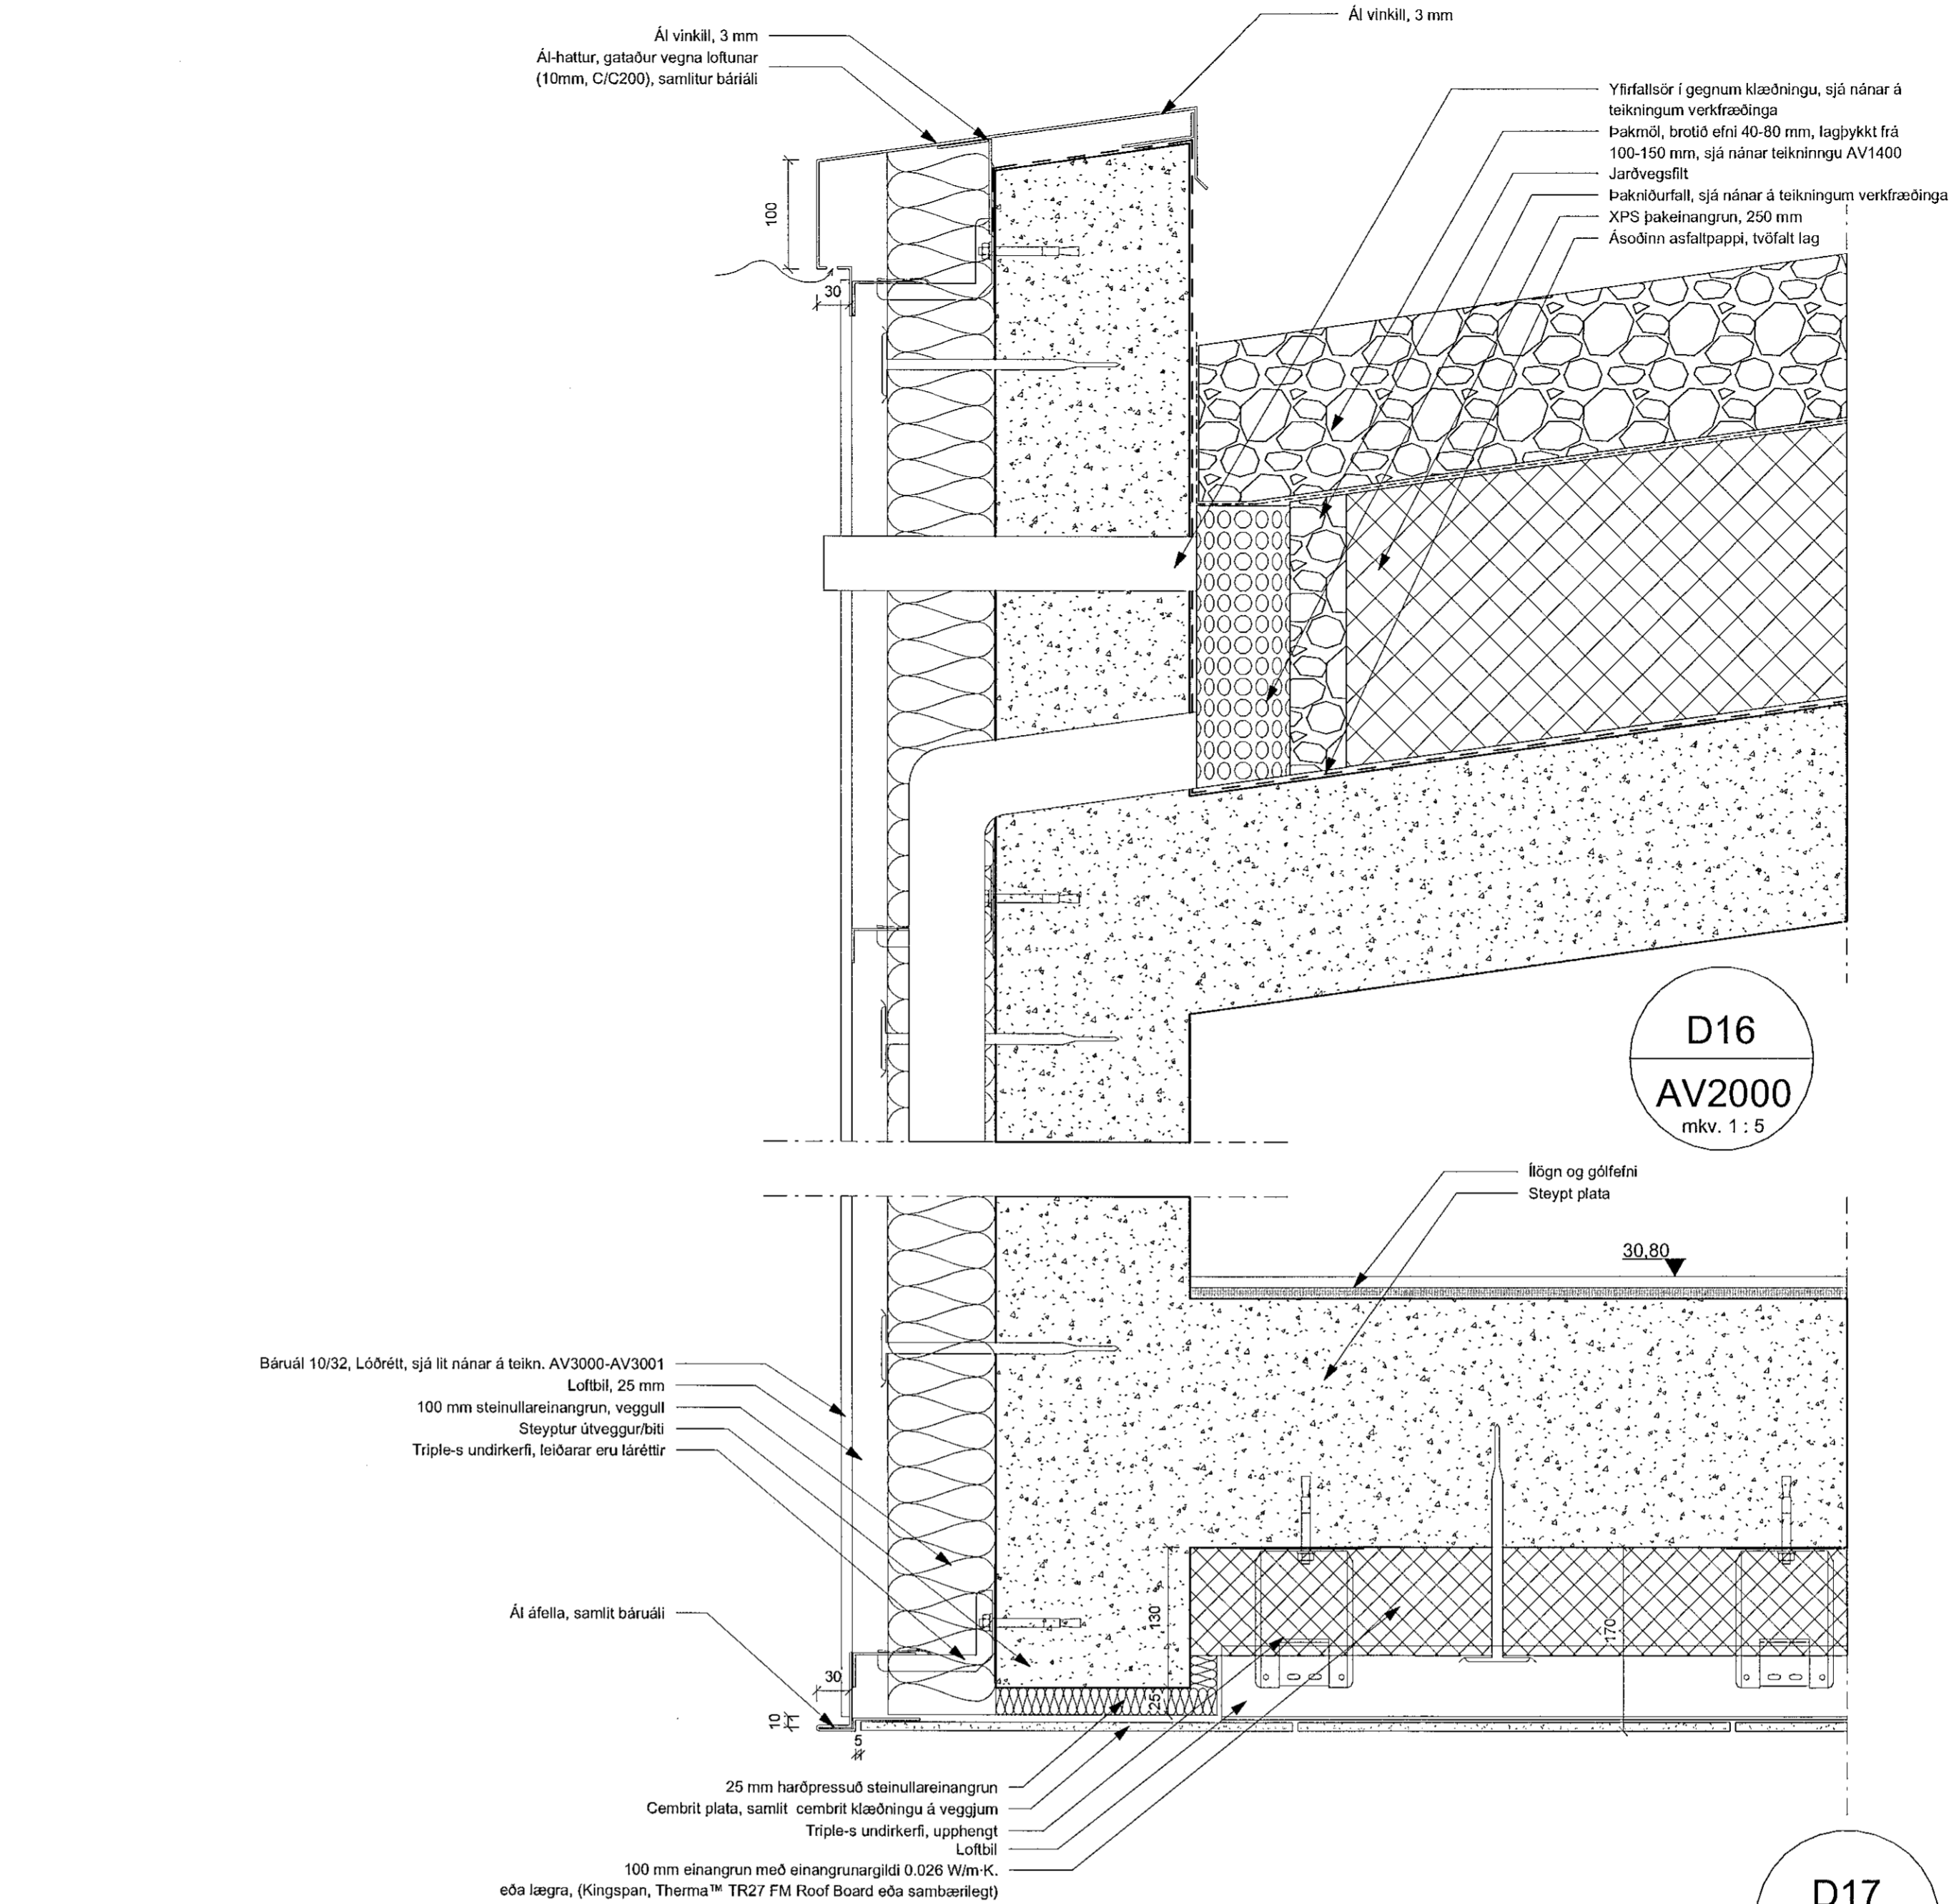 Ál vinkill, 3 mm
Ál-hattur, gataður vegna loftunar
(10mm, C/C200), samlitur báriáli
Ál vinkill, 3 mm
Yfirfallsör í gegnum klæðningu, sjá nánar á
teikningum verkfræðinga
Þakmöl, brotið efni 40-80 mm, lagþykkt frá
100-150 mm, sjá nánar teikninngu AV1400
Jarðvegsfilt
Þakniðurfall, sjá nánar á teikningum verkfræðinga
XPS þakeinangrun, 250 mm
Ásoðinn asfaltpappi, tvöfalt lag
100
30
D16
AV2000
mkv. 1 : 5
Ílögn og gólfefni
Steypt plata
30,80
Báruál 10/32, Lóðrétt, sjá lit nánar á teikn. AV3000-AV3001
Loftbil, 25 mm
100 mm steinullareinangrun, veggull
Steyptur útveggur/biti
Triple-s undirkerfi, leiðarar eru láréttir
Ál áfella, samlit báruáli
130
170
30
25
10
5
25 mm harðpressuð steinullareinangrun
Cembrit plata, samlit cembrit klæðningu á veggjum
Triple-s undirkerfi, upphengt
Loftbil
100 mm einangrun með einangrunargildi 0.026 W/m·K.
eða lægra, (Kingspan, Therma™ TR27 FM Roof Board eða sambærilegt)
D17